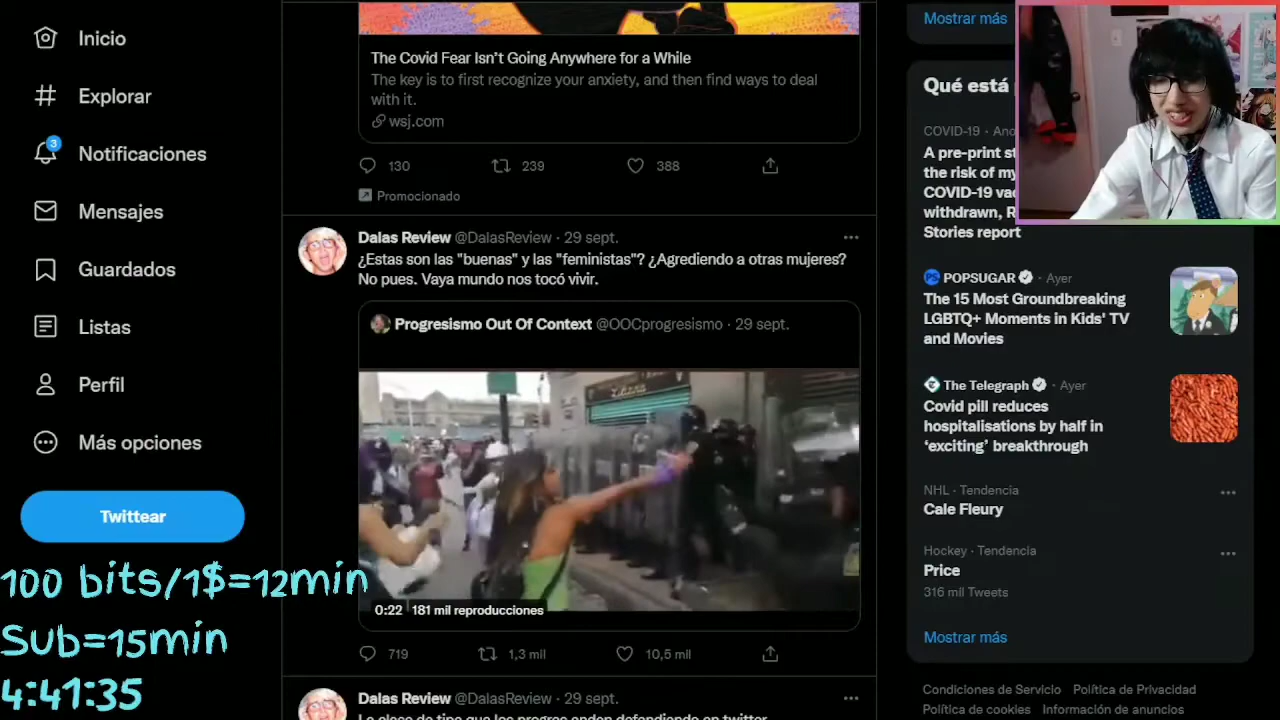 Inicio
Explorar
3
Notificaciones
Mensajes
Guardados
Listas
Perfil
Más opciones
Twittear
100 bits/1$=12min
Sub=15min
4:41:35
The Covid Fear Isn't Going Anywhere for a While
The key is to first recognize your anxiety, and then find ways to deal
with it.
wsj.com
130 239 388
Promocionado
Dalas Review @DalasReview · 29 sept.
¿Estas son las "buenas" y las "feministas"? ¿Agrediendo a otras mujeres?
No pues. Vaya mundo nos tocó vivir.
Progresismo Out Of Context @OOCprogresismo · 29 sept.
0:22 181 mil reproducciones
719 1,3 mil 10,5 mil
Dalas Review @DalasReview · 29 sept.
Mostrar más
Qué está
COVID-19 ·
A pre-print
the risk of
COVID-19
withdrawn,
Stories report
POPSUGAR · Ayer
The 15 Most Groundbreaking
LGBTQ+ Moments in Kids' TV
and Movies
The Telegraph · Ayer
Covid pill reduces
hospitalisations by half in
'exciting' breakthrough
NHL · Tendencia
Cale Fleury
Hockey · Tendencia
Price
316 mil Tweets
Mostrar más
Condiciones de Servicio Política de Privacidad
Política de cookies Información de anuncios